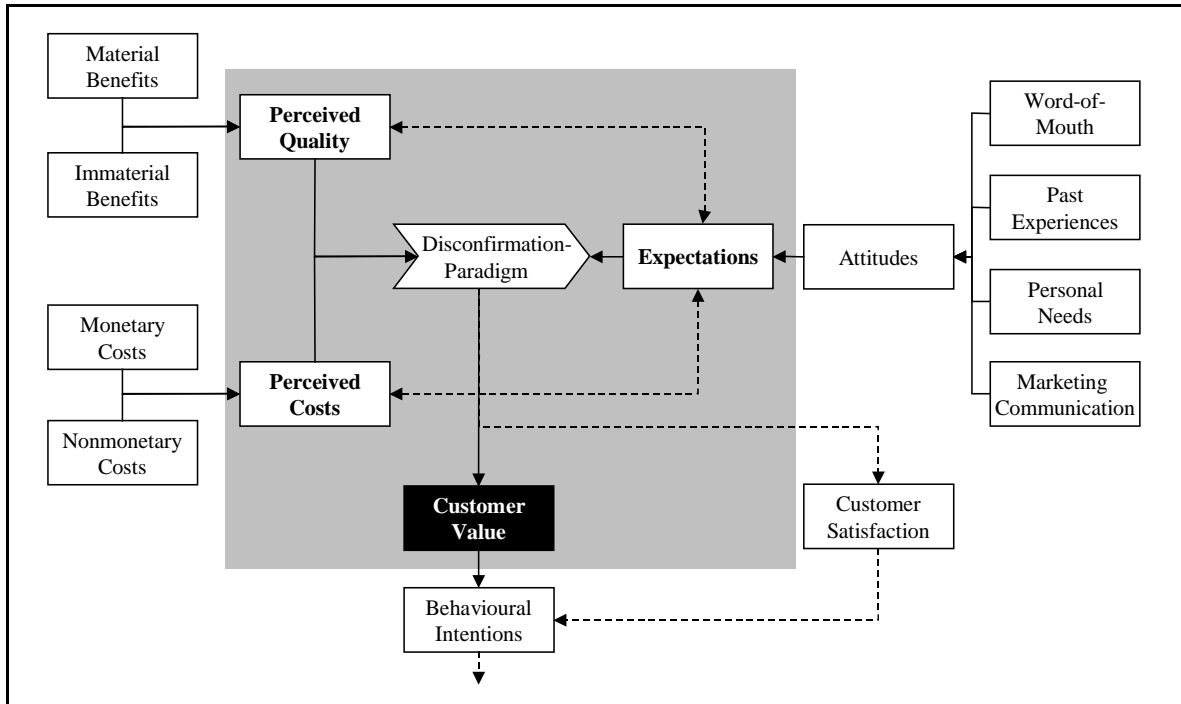 Material
Benefits
Immaterial
Benefits
Perceived
Quality
Word-of-
Mouth
Past
Experiences
Disconfirmation-
Paradigm
Expectations
Attitudes
Personal
Needs
Monetary
Costs
Nonmonetary
Costs
Perceived
Costs
Marketing
Communication
Customer
Value
Customer
Satisfaction
Behavioural
Intentions